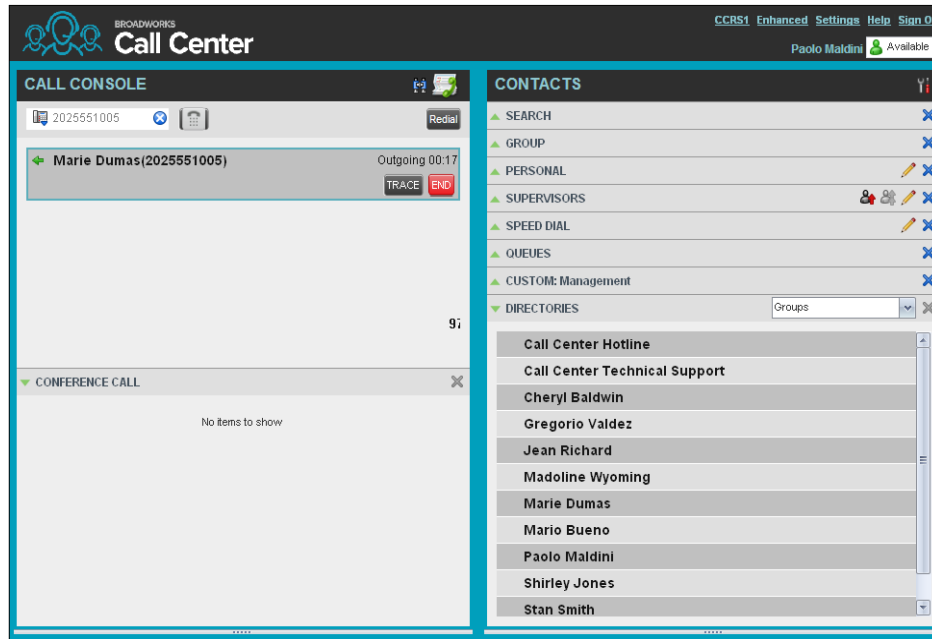 BROADWORKS
Call Center
CCRS1 Enhanced Settings Help Sign O
Paolo Maldini Available
CALL CONSOLE
2025551005 Redial
Marie Dumas(2025551005) Outgoing 00:17
TRACE END
97
CONFERENCE CALL
No items to show
CONTACTS
SEARCH
GROUP
PERSONAL
SUPERVISORS
SPEED DIAL
QUEUES
CUSTOM: Management
DIRECTORIES Groups
Call Center Hotline
Call Center Technical Support
Cheryl Baldwin
Gregorio Valdez
Jean Richard
Madoline Wyoming
Marie Dumas
Mario Bueno
Paolo Maldini
Shirley Jones
Stan Smith